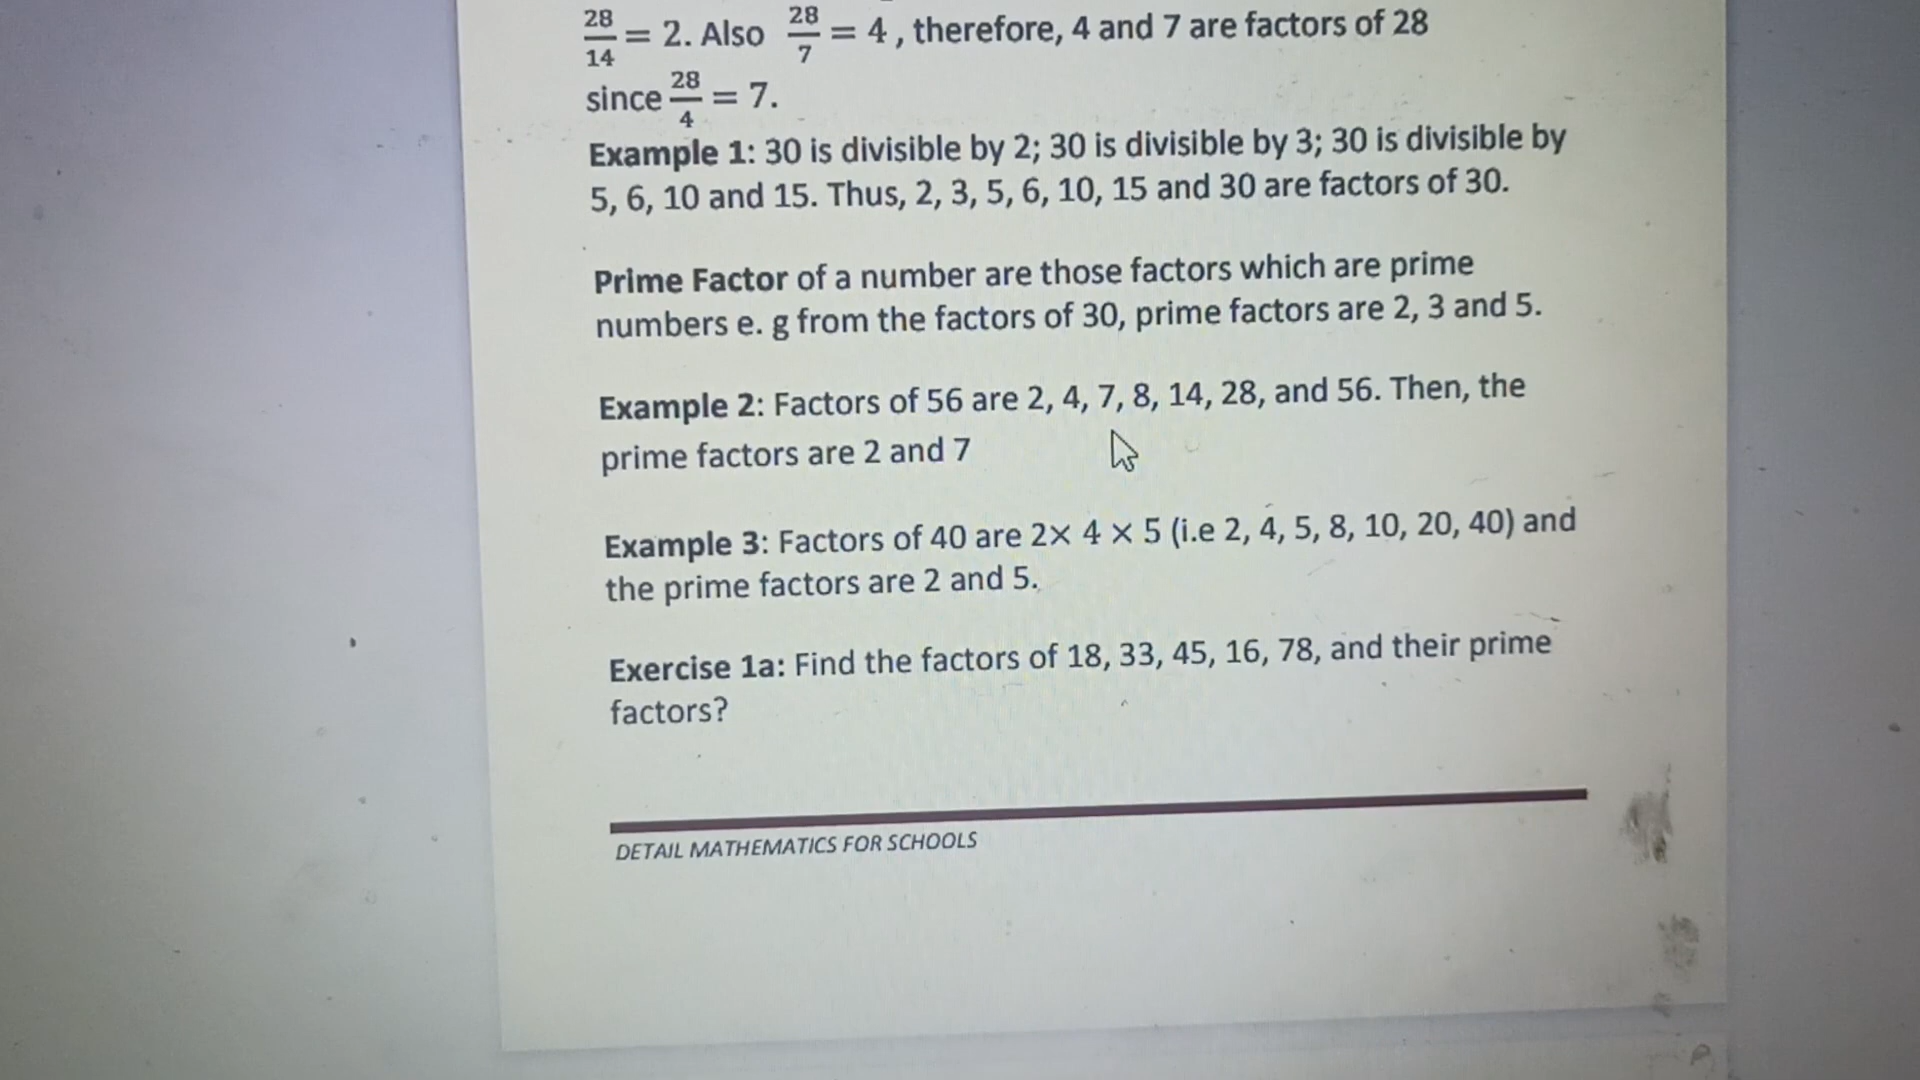 28/14 = 2. Also 28/7 = 4 , therefore, 4 and 7 are factors of 28
since 28/4 = 7.
Example 1: 30 is divisible by 2; 30 is divisible by 3; 30 is divisible by
5, 6, 10 and 15. Thus, 2, 3, 5, 6, 10, 15 and 30 are factors of 30.
Prime Factor of a number are those factors which are prime
numbers e. g from the factors of 30, prime factors are 2, 3 and 5.
Example 2: Factors of 56 are 2, 4, 7, 8, 14, 28, and 56. Then, the
prime factors are 2 and 7
Example 3: Factors of 40 are 2× 4 × 5 (i.e 2, 4, 5, 8, 10, 20, 40) and
the prime factors are 2 and 5.
Exercise 1a: Find the factors of 18, 33, 45, 16, 78, and their prime
factors?
DETAIL MATHEMATICS FOR SCHOOLS